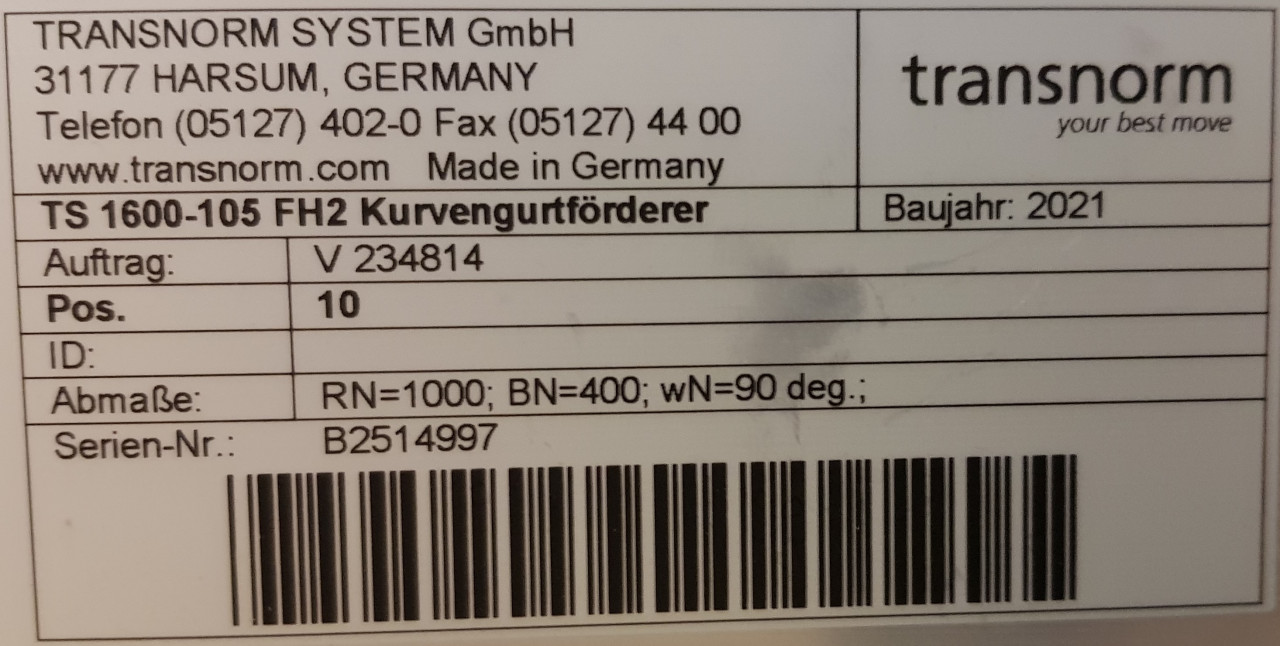 TRANSNORM SYSTEM GmbH
31177 HARSUM, GERMANY
Telefon (05127) 402-0 Fax (05127) 44 00
www.transnorm.com Made in Germany
transnorm
your best move
TS 1600-105 FH2 Kurvengurtförderer
Baujahr: 2021
Auftrag: V 234814
Pos. 10
ID:
Abmaße: RN=1000; BN=400; wN=90 deg.;
Serien-Nr.: B2514997